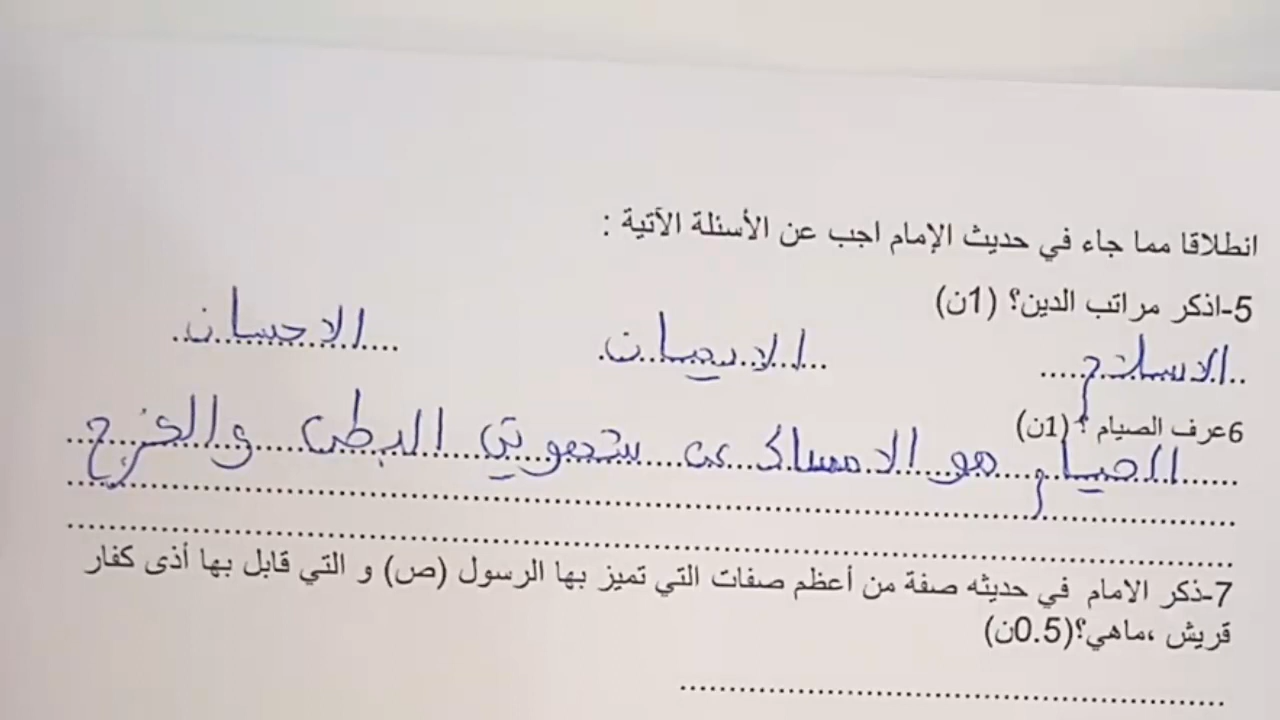 انطلاقا مما جاء في حديث الإمام اجب عن الأسئلة الآتية :
5-اذكر مراتب الدين؟ (1ن)
الاسلام الايمان الاحسان
6عرف الصيام ؟ (1ن)
الصيام هو الامساك عن شهوتي البطن والفرج
7-ذكر الامام في حديثه صفة من أعظم صفات التي تميز بها الرسول (ص) و التي قابل بها أذى كفار
قريش ،ماهي؟(0.5ن)